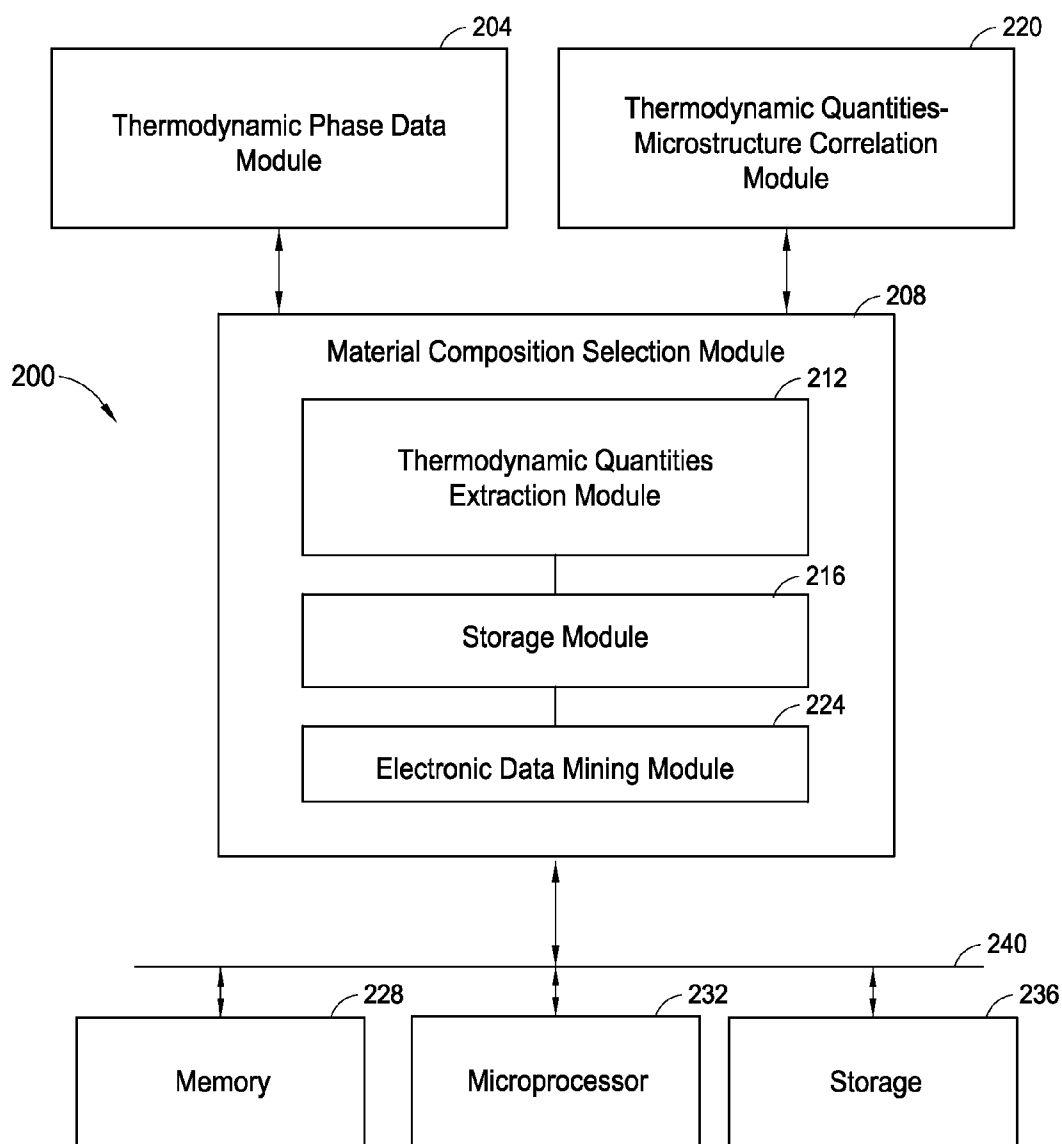 204
220
Thermodynamic Phase Data
Module
Thermodynamic Quantities-
Microstructure Correlation
Module
208
Material Composition Selection Module
200
212
Thermodynamic Quantities
Extraction Module
216
Storage Module
224
Electronic Data Mining Module
240
228
232
236
Memory
Microprocessor
Storage